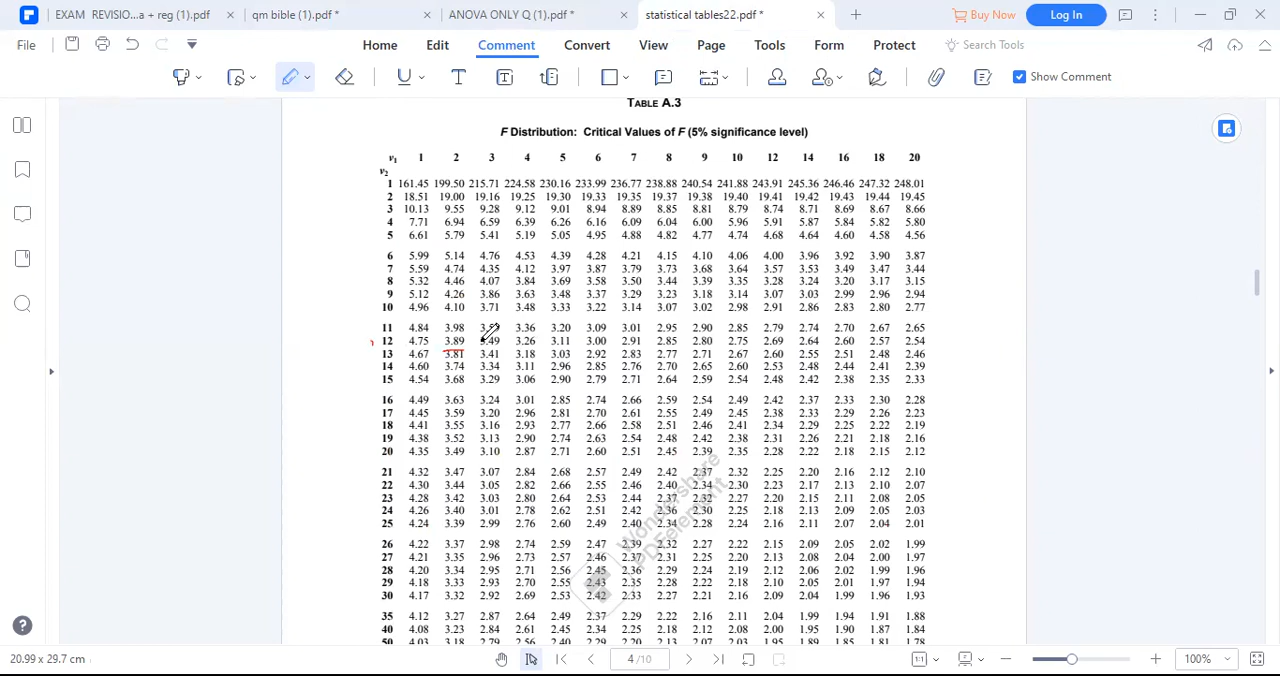 EXAM REVISIO...a + reg (1).pdf
qm bible (1).pdf *
ANOVA ONLY Q (1).pdf *
statistical tables22.pdf *
Buy Now
Log In
File
Home Edit Comment Convert View Page Tools Form Protect Search Tools
Show Comment
TABLE A.3
F Distribution: Critical Values of F (5% significance level)
v1 1 2 3 4 5 6 7 8 9 10 12 14 16 18 20
v2
1 161.45 199.50 215.71 224.58 230.16 233.99 236.77 238.88 240.54 241.88 243.91 245.36 246.46 247.32 248.01
2 18.51 19.00 19.16 19.25 19.30 19.33 19.35 19.37 19.38 19.40 19.41 19.42 19.43 19.44 19.45
3 10.13 9.55 9.28 9.12 9.01 8.94 8.89 8.85 8.81 8.79 8.74 8.71 8.69 8.67 8.66
4 7.71 6.94 6.59 6.39 6.26 6.16 6.09 6.04 6.00 5.96 5.91 5.87 5.84 5.82 5.80
5 6.61 5.79 5.41 5.19 5.05 4.95 4.88 4.82 4.77 4.74 4.68 4.64 4.60 4.58 4.56
6 5.99 5.14 4.76 4.53 4.39 4.28 4.21 4.15 4.10 4.06 4.00 3.96 3.92 3.90 3.87
7 5.59 4.74 4.35 4.12 3.97 3.87 3.79 3.73 3.68 3.64 3.57 3.53 3.49 3.47 3.44
8 5.32 4.46 4.07 3.84 3.69 3.58 3.50 3.44 3.39 3.35 3.28 3.24 3.20 3.17 3.15
9 5.12 4.26 3.86 3.63 3.48 3.37 3.29 3.23 3.18 3.14 3.07 3.03 2.99 2.96 2.94
10 4.96 4.10 3.71 3.48 3.33 3.22 3.14 3.07 3.02 2.98 2.91 2.86 2.83 2.80 2.77
11 4.84 3.98 3.36 3.20 3.09 3.01 2.95 2.90 2.85 2.79 2.74 2.70 2.67 2.65
12 4.75 3.89 3.49 3.26 3.11 3.00 2.91 2.85 2.80 2.75 2.69 2.64 2.60 2.57 2.54
13 4.67 3.81 3.41 3.18 3.03 2.92 2.83 2.77 2.71 2.67 2.60 2.55 2.51 2.48 2.46
14 4.60 3.74 3.34 3.11 2.96 2.85 2.76 2.70 2.65 2.60 2.53 2.48 2.44 2.41 2.39
15 4.54 3.68 3.29 3.06 2.90 2.79 2.71 2.64 2.59 2.54 2.48 2.42 2.38 2.35 2.33
16 4.49 3.63 3.24 3.01 2.85 2.74 2.66 2.59 2.54 2.49 2.42 2.37 2.33 2.30 2.28
17 4.45 3.59 3.20 2.96 2.81 2.70 2.61 2.55 2.49 2.45 2.38 2.33 2.29 2.26 2.23
18 4.41 3.55 3.16 2.93 2.77 2.66 2.58 2.51 2.46 2.41 2.34 2.29 2.25 2.22 2.19
19 4.38 3.52 3.13 2.90 2.74 2.63 2.54 2.48 2.42 2.38 2.31 2.26 2.21 2.18 2.16
20 4.35 3.49 3.10 2.87 2.71 2.60 2.51 2.45 2.39 2.35 2.28 2.22 2.18 2.15 2.12
21 4.32 3.47 3.07 2.84 2.68 2.57 2.49 2.42 2.37 2.32 2.25 2.20 2.16 2.12 2.10
22 4.30 3.44 3.05 2.82 2.66 2.55 2.46 2.40 2.34 2.30 2.23 2.17 2.13 2.10 2.07
23 4.28 3.42 3.03 2.80 2.64 2.53 2.44 2.37 2.32 2.27 2.20 2.15 2.11 2.08 2.05
24 4.26 3.40 3.01 2.78 2.62 2.51 2.42 2.36 2.30 2.25 2.18 2.13 2.09 2.05 2.03
25 4.24 3.39 2.99 2.76 2.60 2.49 2.40 2.34 2.28 2.24 2.16 2.11 2.07 2.04 2.01
26 4.22 3.37 2.98 2.74 2.59 2.47 2.39 2.32 2.27 2.22 2.15 2.09 2.05 2.02 1.99
27 4.21 3.35 2.96 2.73 2.57 2.46 2.37 2.31 2.25 2.20 2.13 2.08 2.04 2.00 1.97
28 4.20 3.34 2.95 2.71 2.56 2.45 2.36 2.29 2.24 2.19 2.12 2.06 2.02 1.99 1.96
29 4.18 3.33 2.93 2.70 2.55 2.43 2.35 2.28 2.22 2.18 2.10 2.05 2.01 1.97 1.94
30 4.17 3.32 2.92 2.69 2.53 2.42 2.33 2.27 2.21 2.16 2.09 2.04 1.99 1.96 1.93
35 4.12 3.27 2.87 2.64 2.49 2.37 2.29 2.22 2.16 2.11 2.04 1.99 1.94 1.91 1.88
40 4.08 3.23 2.84 2.61 2.45 2.34 2.25 2.18 2.12 2.08 2.00 1.95 1.90 1.87 1.84
50 4.03 3.18 2.79 2.56 2.40 2.29 2.20 2.13 2.07 2.03 1.95 1.89 1.85 1.81 1.78
Wondershare
PDFelement
20.99 x 29.7 cm
4 /10
100%